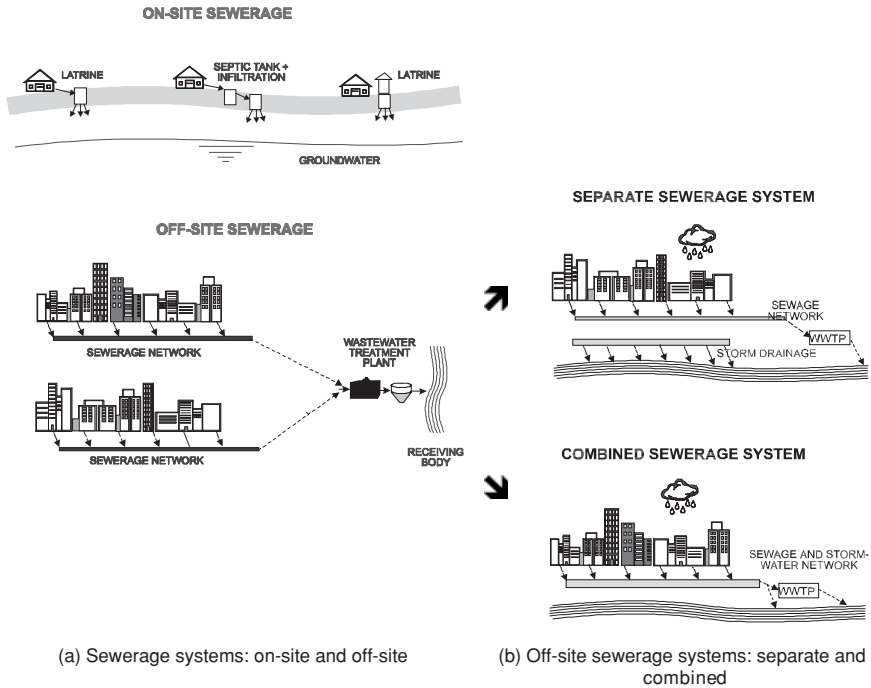 ON-SITE SEWERAGE
LATRINE
SEPTIC TANK +
INFILTRATION
LATRINE
GROUNDWATER
OFF-SITE SEWERAGE
SEWERAGE NETWORK
WASTEWATER
TREATMENT
PLANT
SEWERAGE NETWORK
RECEIVING
BODY
(a) Sewerage systems: on-site and off-site
SEPARATE SEWERAGE SYSTEM
SEWAGE
NETWORK
WWTP
STORM DRAINAGE
COMBINED SEWERAGE SYSTEM
SEWAGE AND STORM-
WATER NETWORK
WWTP
(b) Off-site sewerage systems: separate and
combined